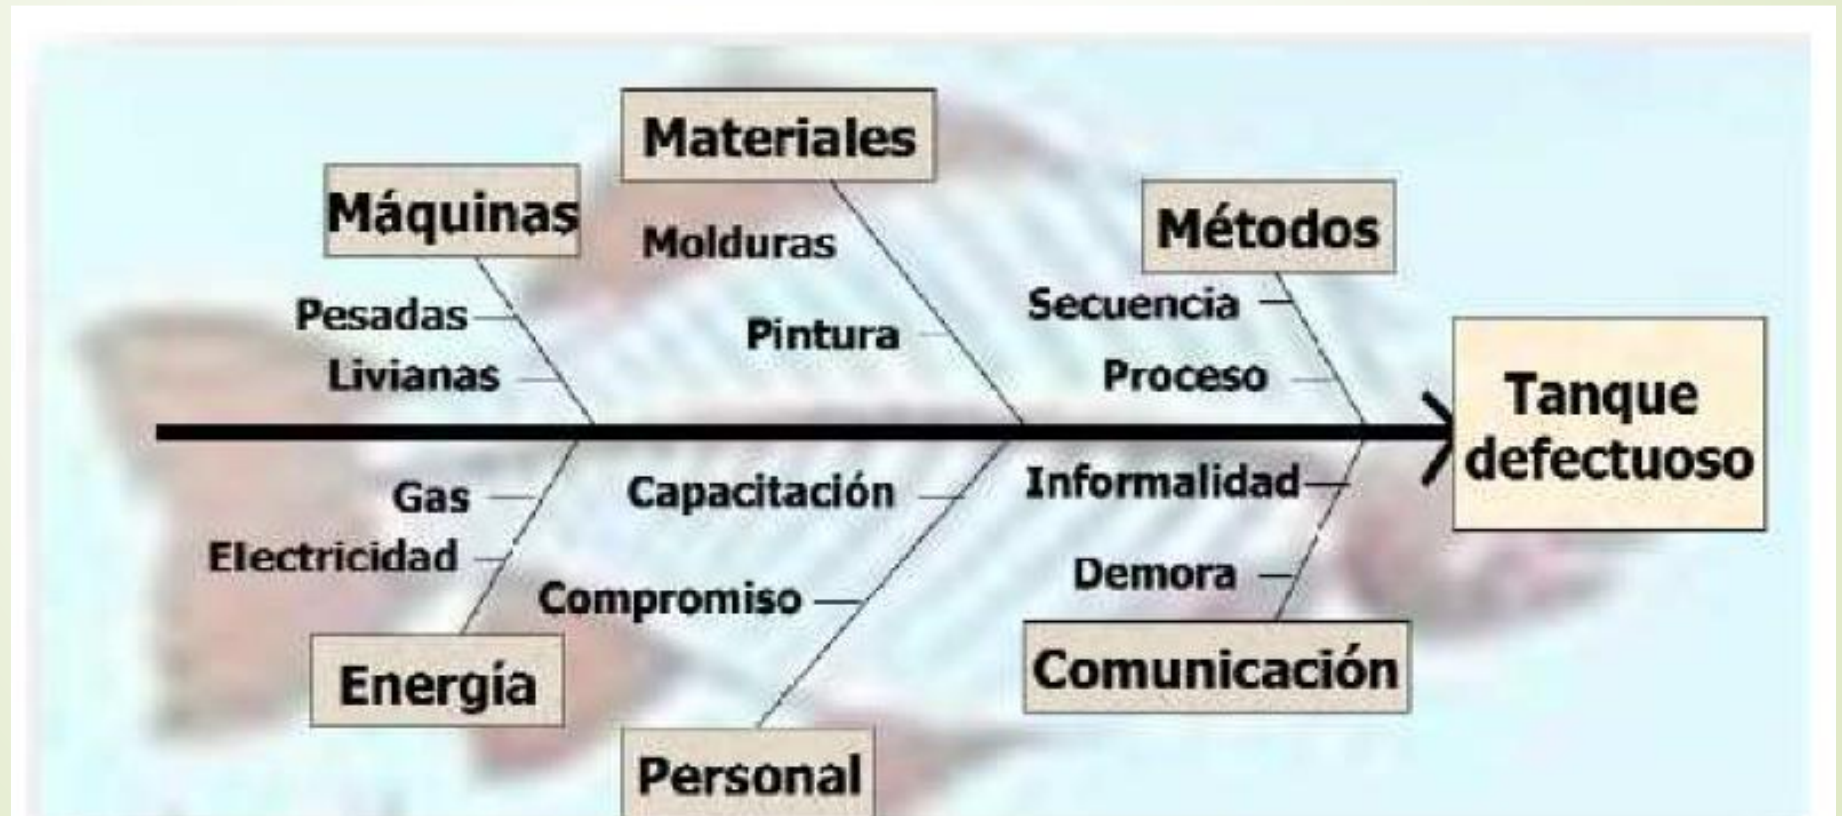 Materiales
Máquinas
Métodos
Molduras
Secuencia
Pesadas
Pintura
Livianas
Proceso
Tanque
defectuoso
Informalidad
Capacitación
Gas
Electricidad
Demora
Compromiso
Comunicación
Energía
Personal